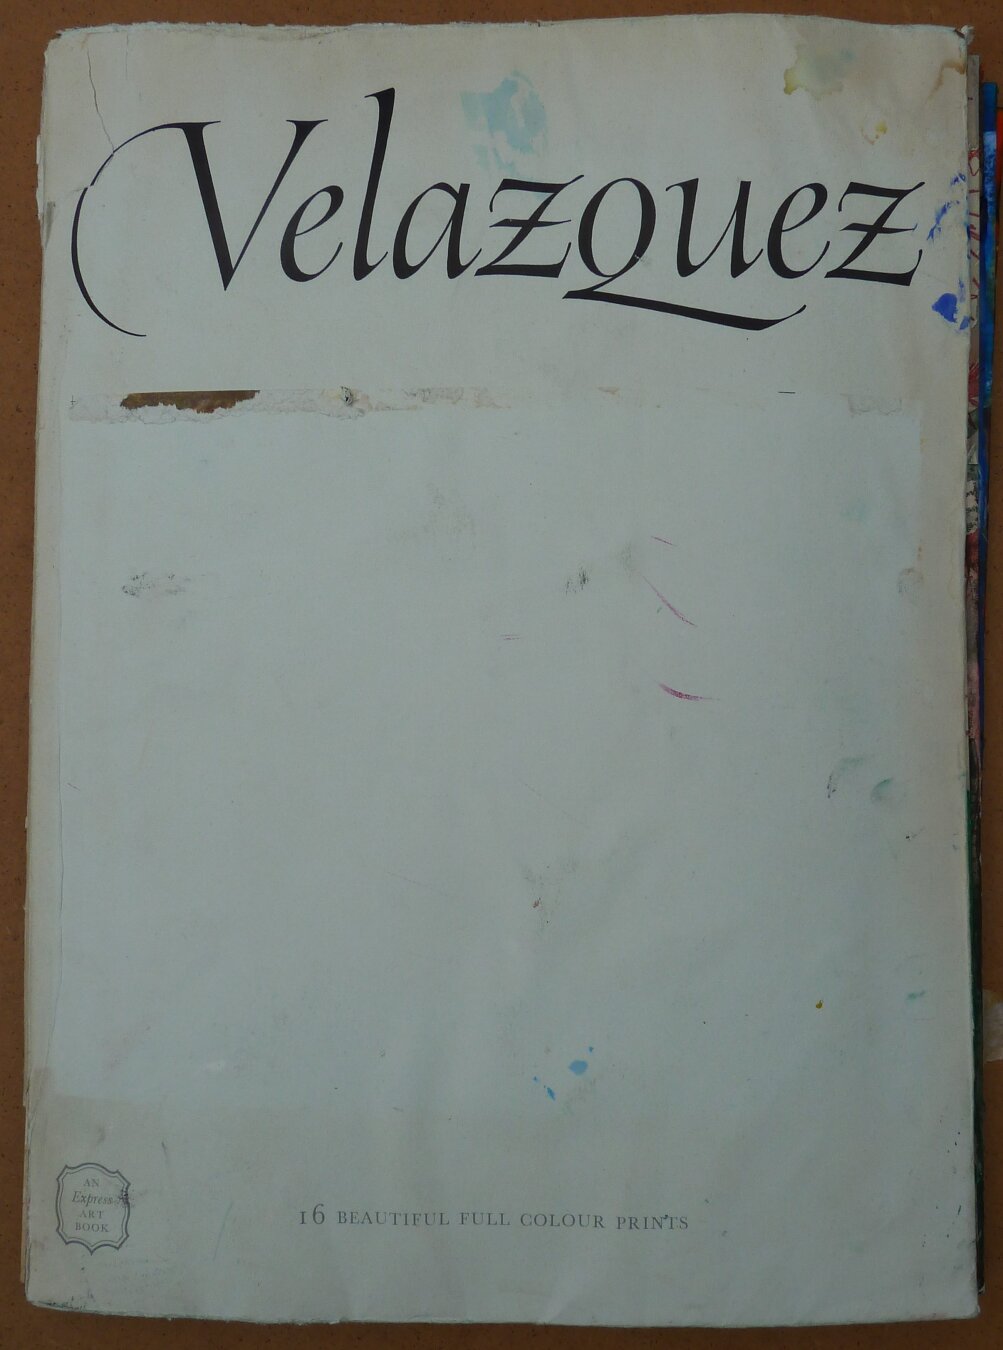 Velazquez
AN
Express
ART
BOOK
16 BEAUTIFUL FULL COLOUR PRINTS